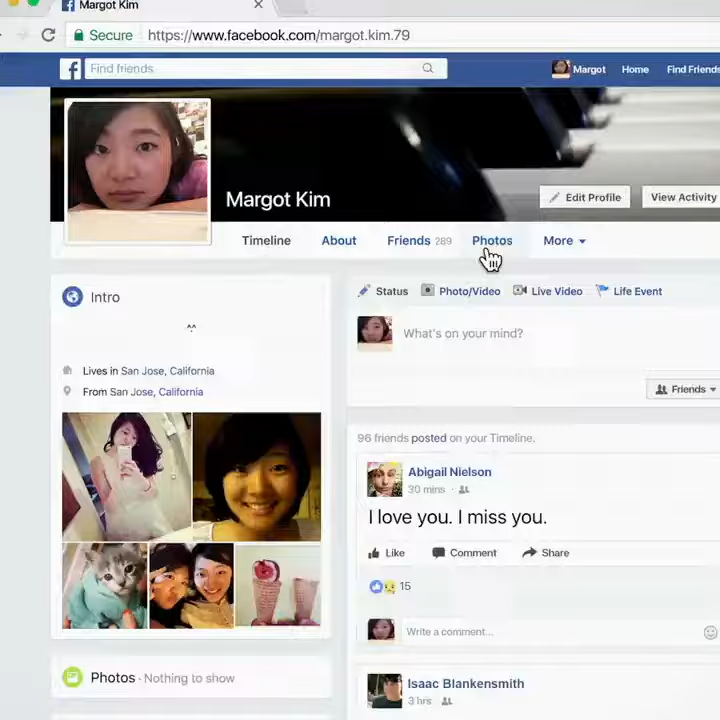 Margot Kim
Secure https://www.facebook.com/margot.kim.79
f Find friends Margot Home Find Friends
Margot Kim
Edit Profile View Activity
Timeline About Friends 289 Photos More
Intro
^^
Lives in San Jose, California
From San Jose, California
Photos · Nothing to show
Status Photo/Video Live Video Life Event
What's on your mind?
Friends
96 friends posted on your Timeline.
Abigail Nielson
30 mins ·
I love you. I miss you.
Like Comment Share
15
Write a comment...
Isaac Blankensmith
3 hrs ·